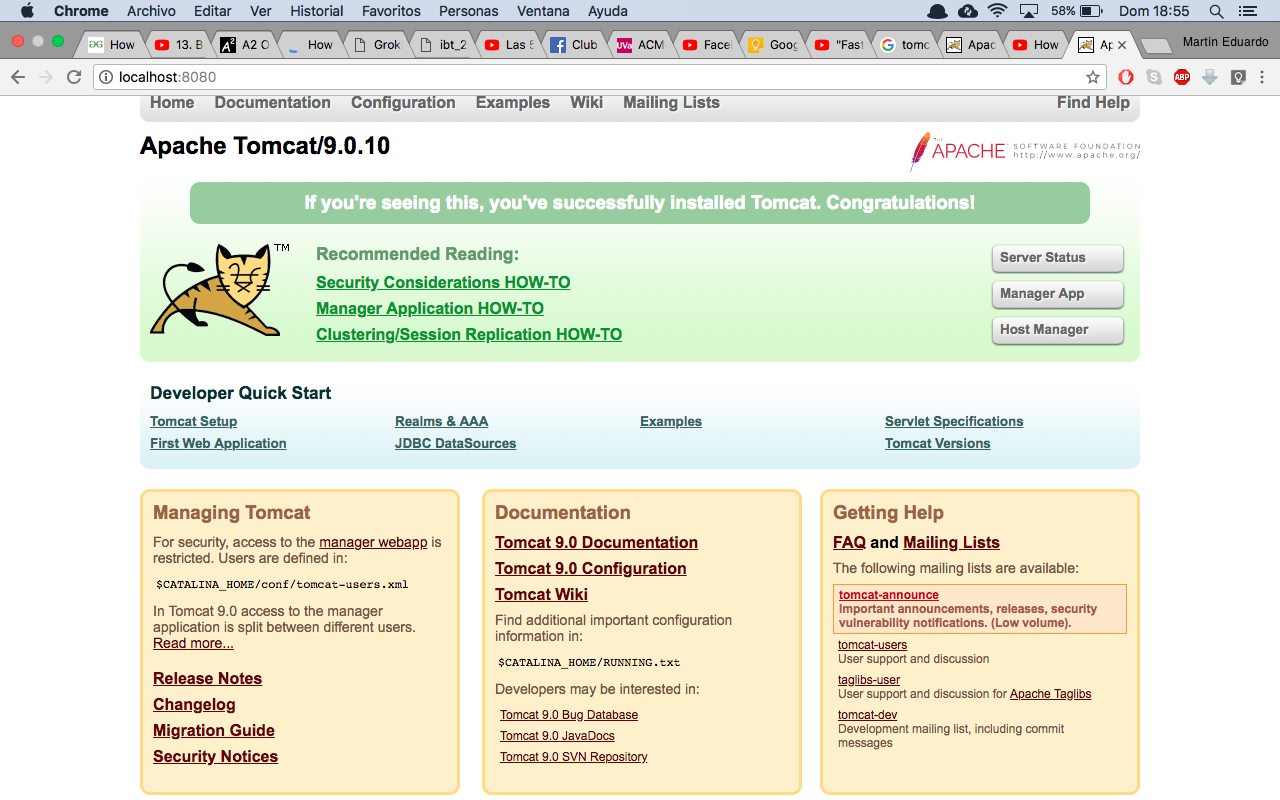 Chrome Archivo Editar Ver Historial Favoritos Personas Ventana Ayuda 58% Dom 18:55
How 13. B A2 O How Grok ibt_2 Las 5 Club ACM Face Goog "Fast tomc Apac How Ap Martín Eduardo
localhost:8080 ABP
Home Documentation Configuration Examples Wiki Mailing Lists Find Help
Apache Tomcat/9.0.10
THE APACHE SOFTWARE FOUNDATION
http://www.apache.org/
If you're seeing this, you've successfully installed Tomcat. Congratulations!
TM
Recommended Reading:
Security Considerations HOW-TO
Manager Application HOW-TO
Clustering/Session Replication HOW-TO
Server Status
Manager App
Host Manager
Developer Quick Start
Tomcat Setup Realms & AAA Examples Servlet Specifications
First Web Application JDBC DataSources Tomcat Versions
Managing Tomcat
For security, access to the manager webapp is
restricted. Users are defined in:
$CATALINA_HOME/conf/tomcat-users.xml
In Tomcat 9.0 access to the manager
application is split between different users.
Read more...
Release Notes
Changelog
Migration Guide
Security Notices
Documentation
Tomcat 9.0 Documentation
Tomcat 9.0 Configuration
Tomcat Wiki
Find additional important configuration
information in:
$CATALINA_HOME/RUNNING.txt
Developers may be interested in:
Tomcat 9.0 Bug Database
Tomcat 9.0 JavaDocs
Tomcat 9.0 SVN Repository
Getting Help
FAQ and Mailing Lists
The following mailing lists are available:
tomcat-announce
Important announcements, releases, security
vulnerability notifications. (Low volume).
tomcat-users
User support and discussion
taglibs-user
User support and discussion for Apache Taglibs
tomcat-dev
Development mailing list, including commit
messages